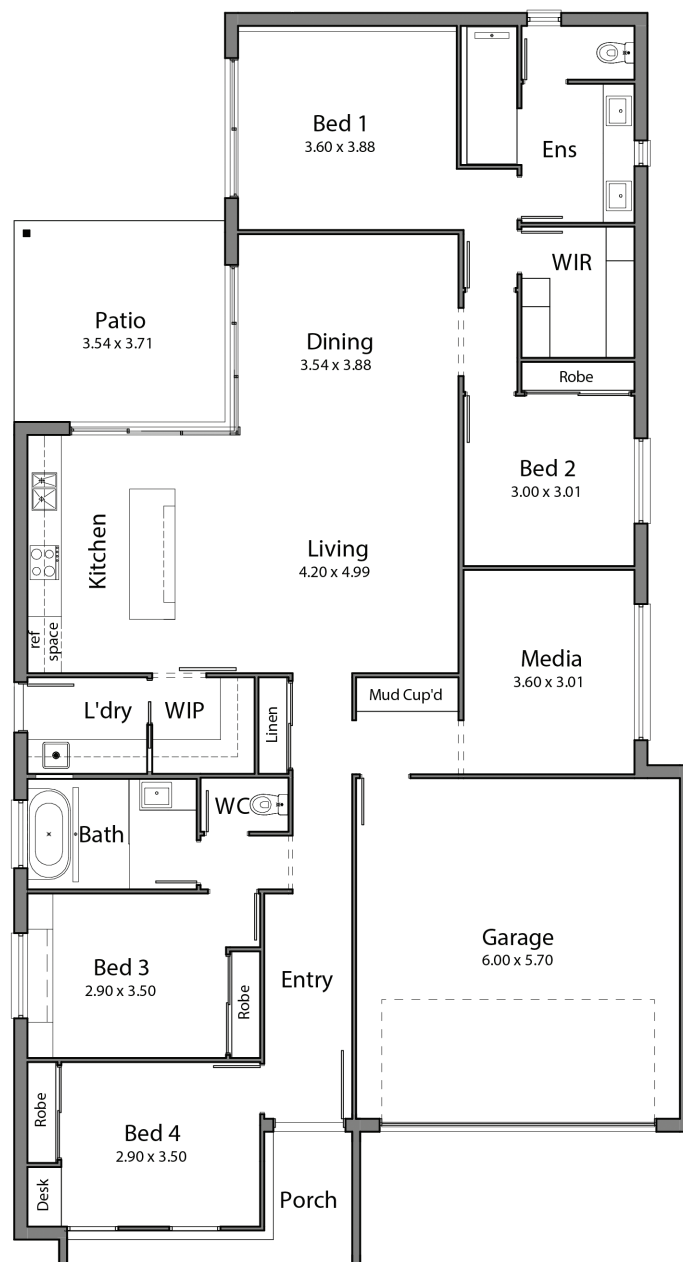 Bed 1
3.60 x 3.88
Ens
WIR
Patio
3.54 x 3.71
Dining
3.54 x 3.88
Robe
Bed 2
3.00 x 3.01
Kitchen
Living
4.20 x 4.99
ref
space
Media
3.60 x 3.01
L'dry
WIP
Linen
Mud Cup'd
Bath
WC
Bed 3
2.90 x 3.50
Robe
Entry
Garage
6.00 x 5.70
Robe
Bed 4
2.90 x 3.50
Desk
Porch